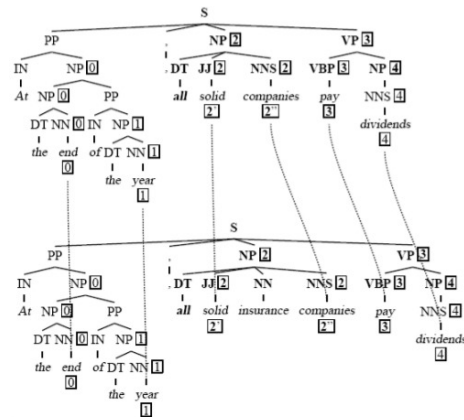 S
PP , NP 2 VP 3
IN NP 0 DT JJ 2 NNS 2 VBP 3 NP 4
At NP 0 PP all solid companies pay NNS 4
2' 2'' 3
DT NN 0 IN NP 1 dividends
the end of DT NN 1 4
0
the year
1
S
PP , NP 2 VP 3
IN NP 0 DT JJ 2 NN NNS 2 VBP 3 NP 4
At NP 0 PP all solid insurance companies pay NNS 4
2' 2'' 3
DT NN 0 IN NP 1 dividends
the end of DT NN 1 4
0
the year
1